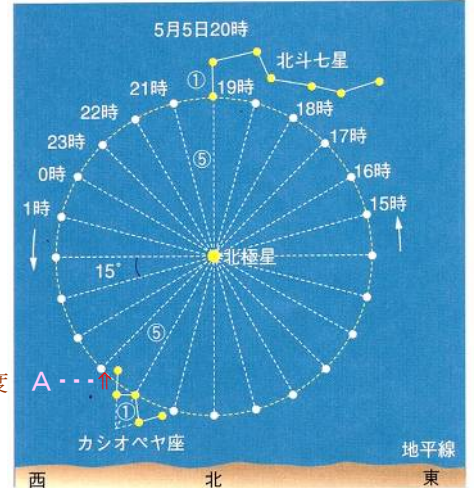 5月5日20時
北斗七星
①
21時
19時
22時
18時
23時
17時
⑤
0時
16時
1時
15時
北極星
15°
⑤
度 A・・・⇑
①
カシオペヤ座
地平線
西
北
東